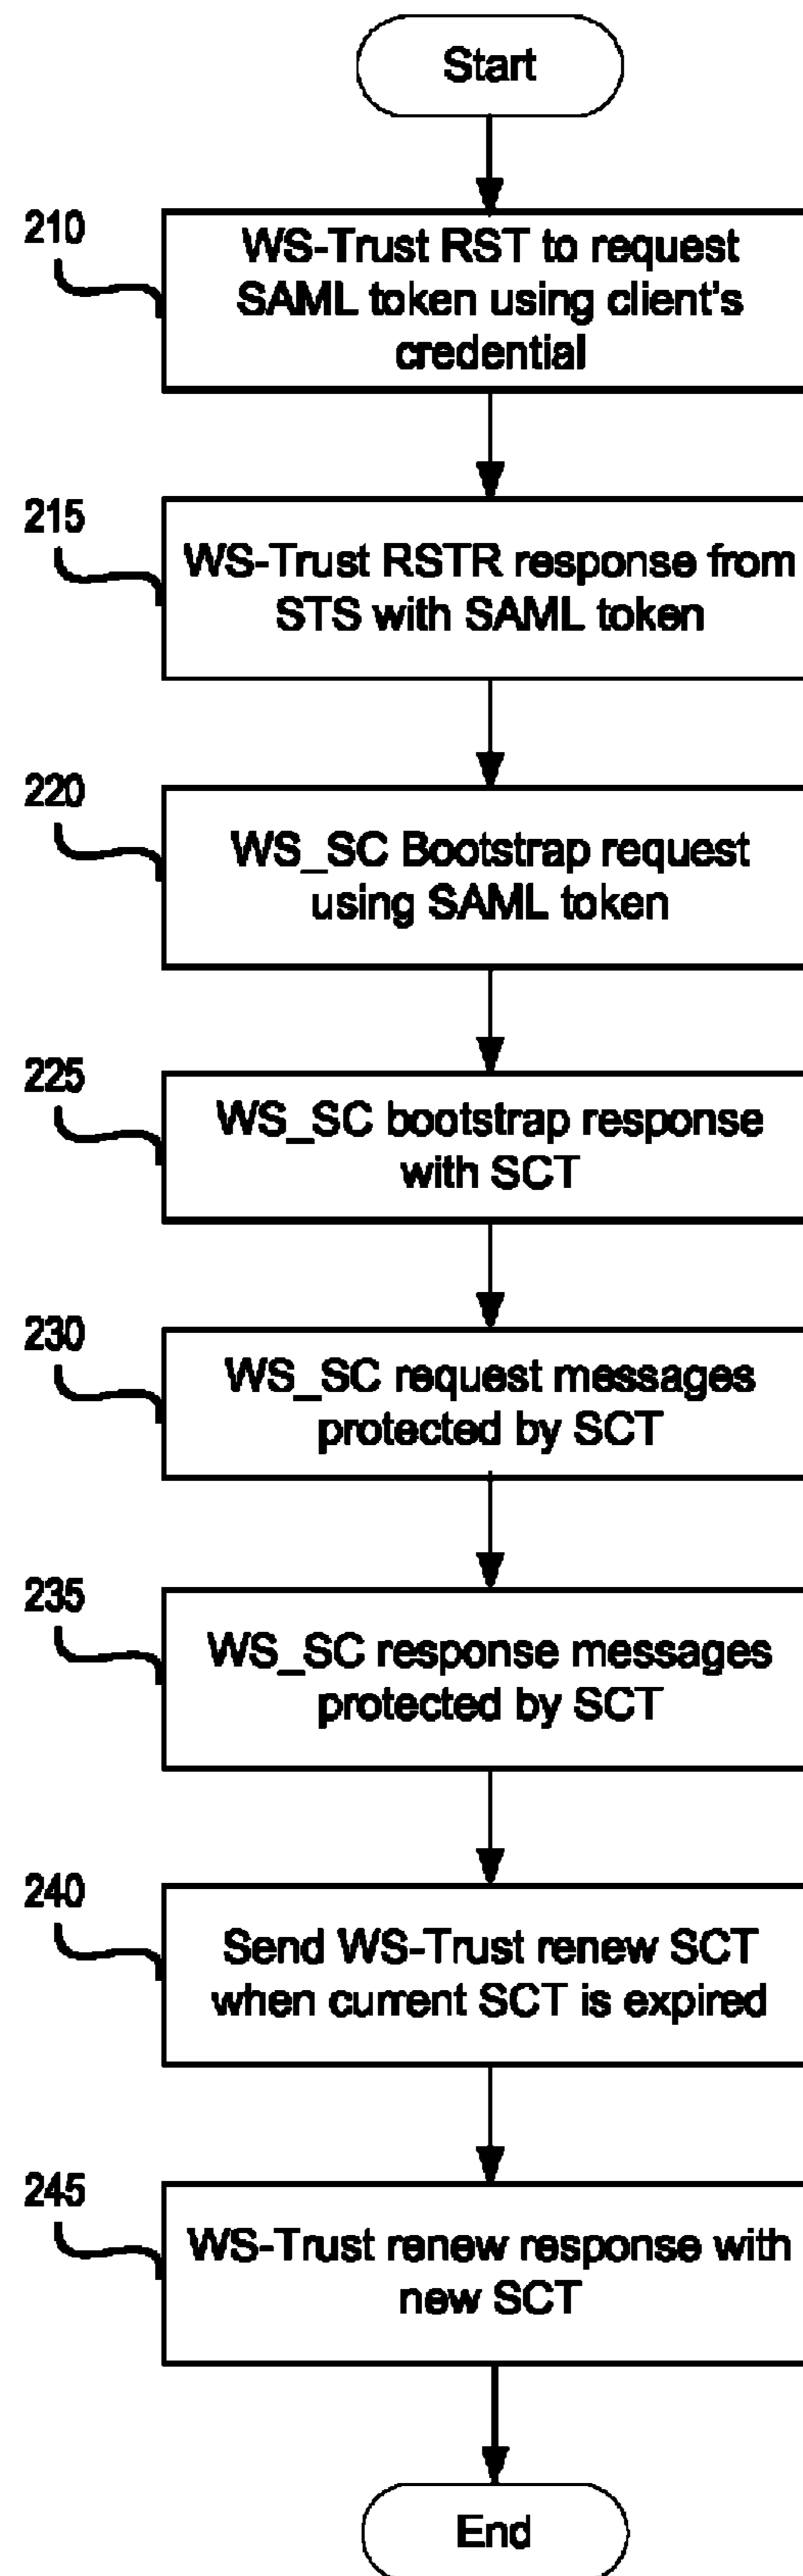 Start
210
WS-Trust RST to request
SAML token using client's
credential
215
WS-Trust RSTR response from
STS with SAML token
220
WS_SC Bootstrap request
using SAML token
225
WS_SC bootstrap response
with SCT
230
WS_SC request messages
protected by SCT
235
WS_SC response messages
protected by SCT
240
Send WS-Trust renew SCT
when current SCT is expired
245
WS-Trust renew response with
new SCT
End